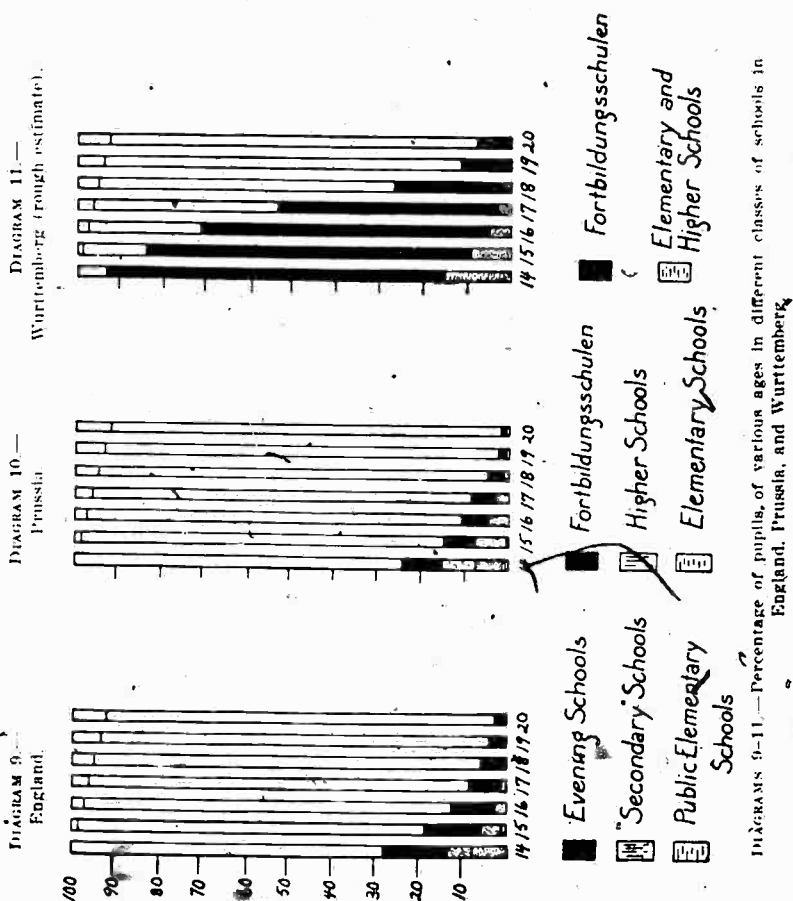 DIAGRAM 9.—
England.
DIAGRAM 10.—
Prussia
DIAGRAM 11.—
Wurttemberg (rough estimate).
100
90
80
70
60
50
40
30
20
10
14 15 16 17 18 19 20
14 15 16 17 18 19 20
14 15 16 17 18 19 20
Evening Schools
"Secondary" Schools
Public Elementary
Schools
Fortbildungsschulen
Higher Schools
Elementary Schools
Fortbildungsschulen
Elementary and
Higher Schools
DIAGRAMS 9–11.—Percentage of pupils, of various ages in different classes of schools in
England, Prussia, and Wurttemberg.